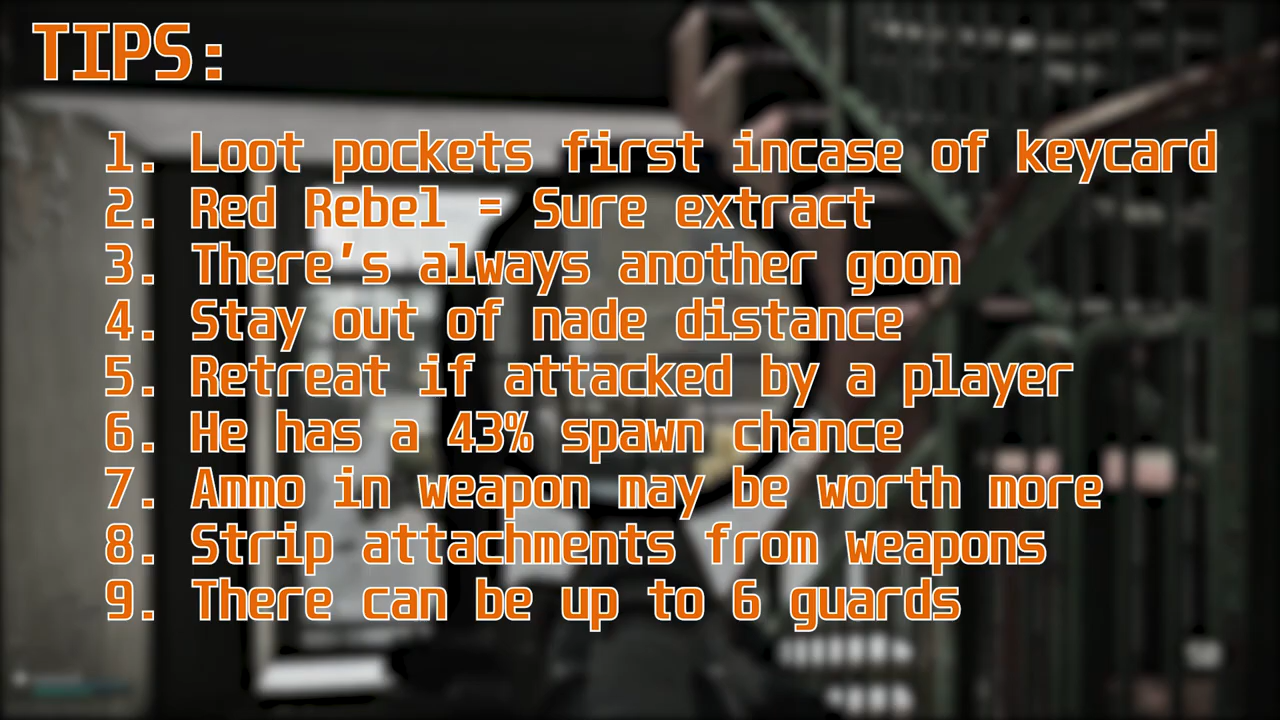 TIPS:
1. Loot pockets first incase of keycard
2. Red Rebel = Sure extract
3. There's always another goon
4. Stay out of nade distance
5. Retreat if attacked by a player
6. He has a 43% spawn chance
7. Ammo in weapon may be worth more
8. Strip attachments from weapons
9. There can be up to 6 guards